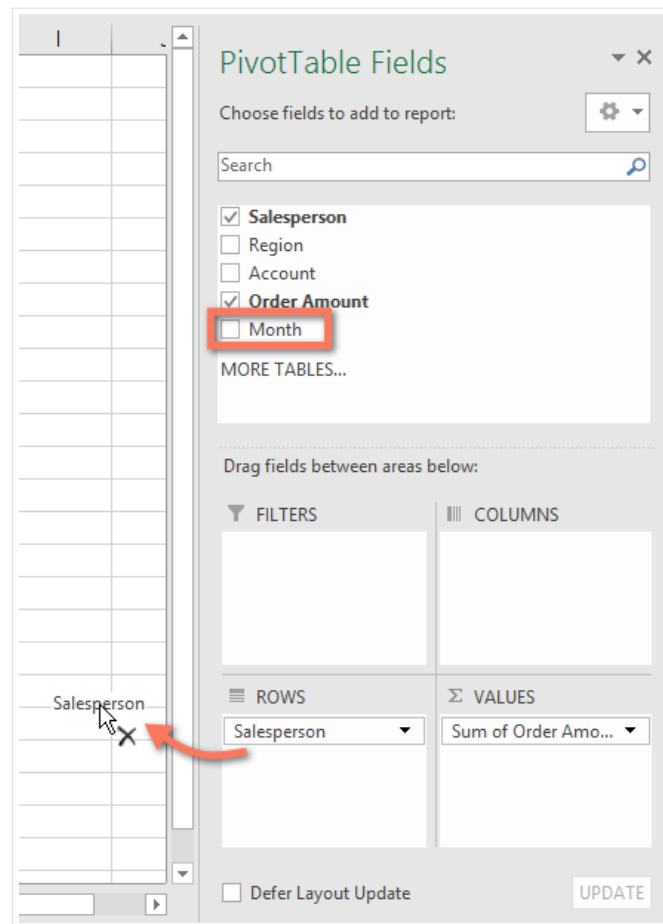 I
PivotTable Fields
Choose fields to add to report:
Search
Salesperson
Region
Account
Order Amount
Month
MORE TABLES...
Drag fields between areas below:
FILTERS
COLUMNS
ROWS
Σ VALUES
Salesperson
Sum of Order Amo...
Salesperson
Defer Layout Update
UPDATE